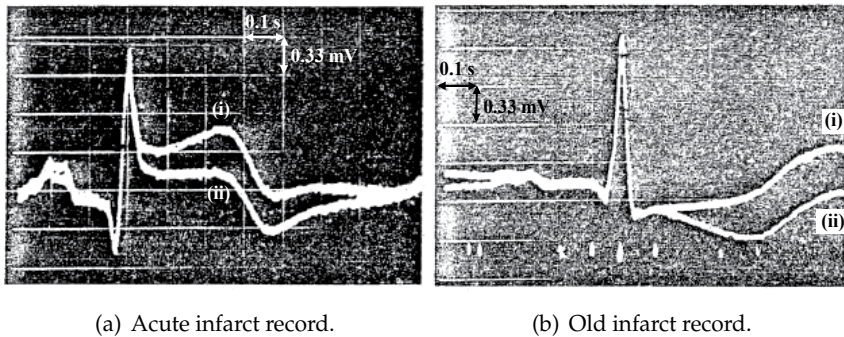 0.1 s
0.33 mV
(i)
(ii)
0.1 s
0.33 mV
(i)
(ii)
(a) Acute infarct record.
(b) Old infarct record.